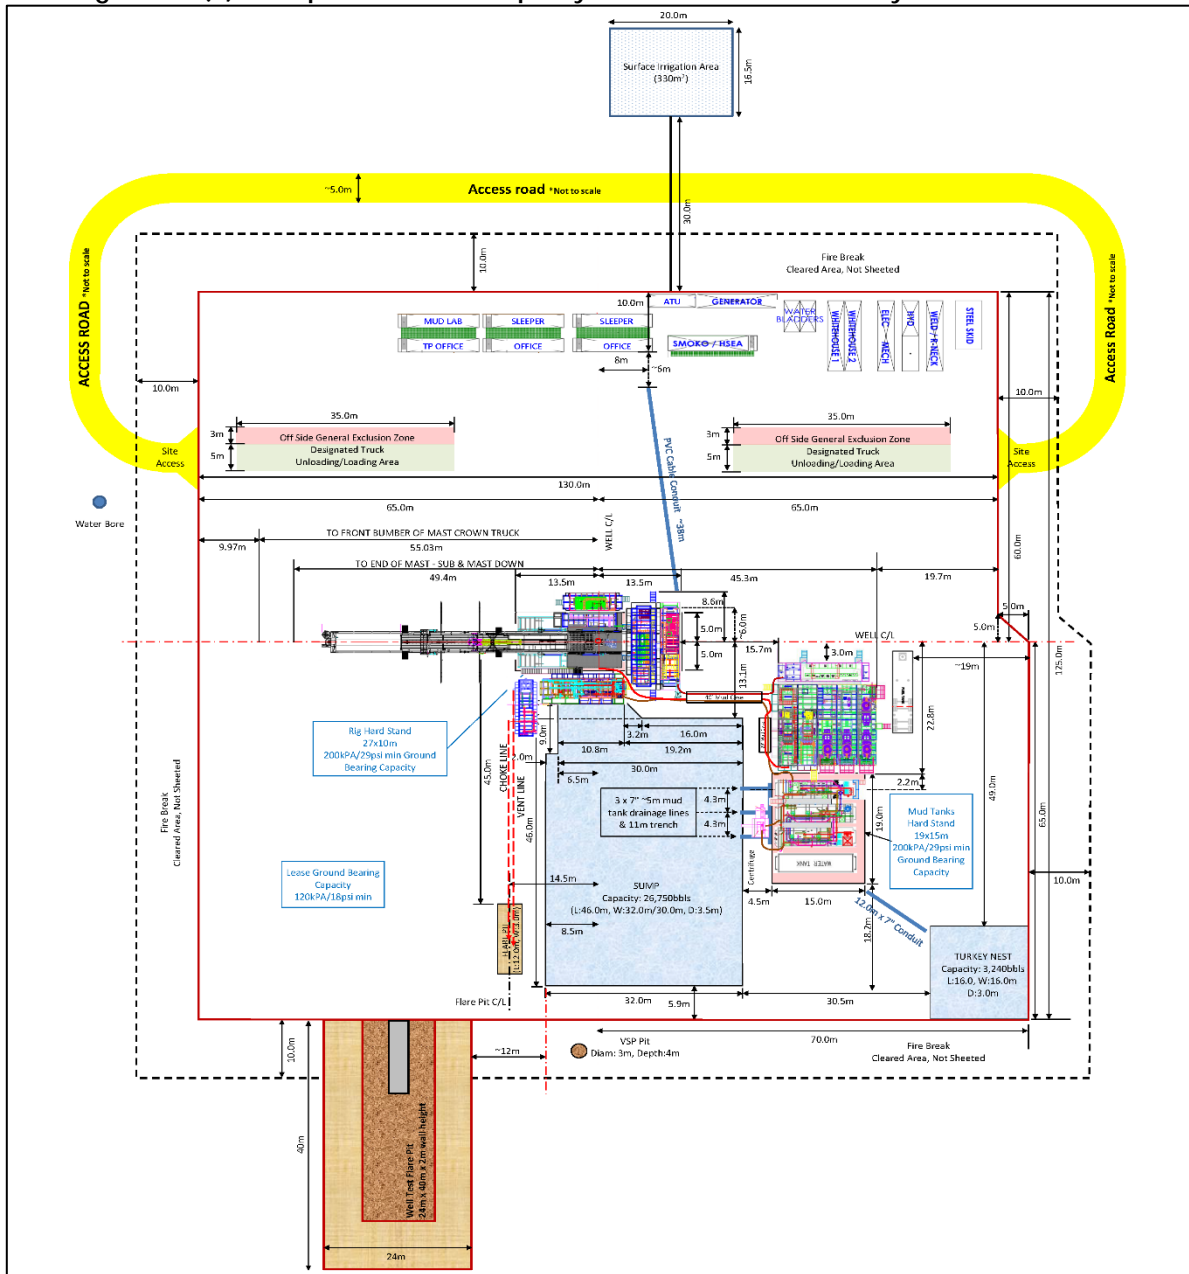 20.0m
Surface Irrigation Area
(330m²)
16.5m
~5.0m
Access road *Not to scale
30.0m
10.0m
Fire Break
Cleared Area, Not Sheeted
ACCESS ROAD *Not to scale
Access Road *Not to scale
10.0m
ATU
GENERATOR
MUD LAB
SLEEPER
SLEEPER
TP OFFICE
OFFICE
OFFICE
SMOKO / HSEA
WATER
BLADDERS
WHITEHOUSE 1
WHITEHOUSE 2
ELEC - MECH
HYD
WELD / R-NECK
STEEL SKID
8m
~6m
10.0m
10.0m
35.0m
35.0m
3m
Off Side General Exclusion Zone
3m
Off Side General Exclusion Zone
5m
Designated Truck
Unloading/Loading Area
5m
Designated Truck
Unloading/Loading Area
Site
Access
Site
Access
PVC Cable Conduit ~38m
130.0m
65.0m
65.0m
Water Bore
WELL C/L
60.0m
9.97m
TO FRONT BUMBER OF MAST CROWN TRUCK
55.03m
TO END OF MAST - SUB & MAST DOWN
49.4m
13.5m
13.5m
45.3m
19.7m
8.6m
~6.0m
5.0m
5.0m
5.0m
5.0m
15.7m
3.0m
WELL C/L
~19m
125.0m
13.1m
22.8m
Rig Hard Stand
27x10m
200kPA/29psi min Ground
Bearing Capacity
CHOKE LINE
VENT LINE
45.0m
9.0m
2.0m
3.2m
16.0m
10.8m
19.2m
30.0m
6.5m
46.0m
3 x 7" ~5m mud
tank drainage lines
& 11m trench
4.3m
4.3m
2.2m
19.0m
49.0m
65.0m
Mud Tanks
Hard Stand
19x15m
200kPA/29psi min
Ground Bearing
Capacity
Fire Break
Cleared Area, Not Sheeted
Lease Ground Bearing
Capacity
120kPA/18psi min
14.5m
SUMP
Capacity: 26,750bbls
(L:46.0m, W:32.0m/30.0m, D:3.5m)
8.5m
Centrifuge
WATER TANK
4.5m
15.0m
10.0m
12.0m x 7" Conduit
18.2m
FLARE PIT
(L:12.0m, W:3.0m)
TURKEY NEST
Capacity: 3,240bbls
L:16.0, W:16.0m
D:3.0m
Flare Pit C/L
32.0m
5.9m
30.5m
10.0m
~12m
VSP Pit
Diam: 3m, Depth:4m
70.0m
Fire Break
Cleared Area, Not Sheeted
40m
Well Test Flare Pit
24m x 40m x 2m wall height
24m